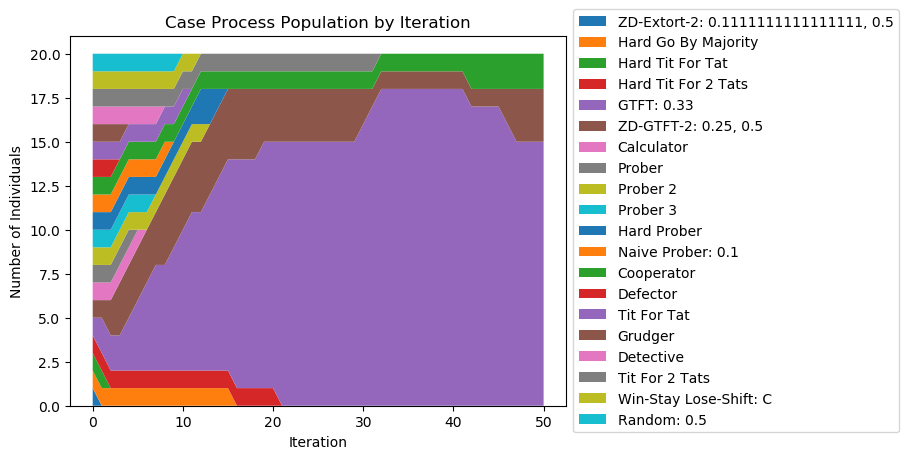 Case Process Population by Iteration
20.0
17.5
15.0
12.5
10.0
7.5
5.0
2.5
0.0
Number of Individuals
0 10 20 30 40 50
Iteration
ZD-Extort-2: 0.1111111111111111, 0.5
Hard Go By Majority
Hard Tit For Tat
Hard Tit For 2 Tats
GTFT: 0.33
ZD-GTFT-2: 0.25, 0.5
Calculator
Prober
Prober 2
Prober 3
Hard Prober
Naive Prober: 0.1
Cooperator
Defector
Tit For Tat
Grudger
Detective
Tit For 2 Tats
Win-Stay Lose-Shift: C
Random: 0.5